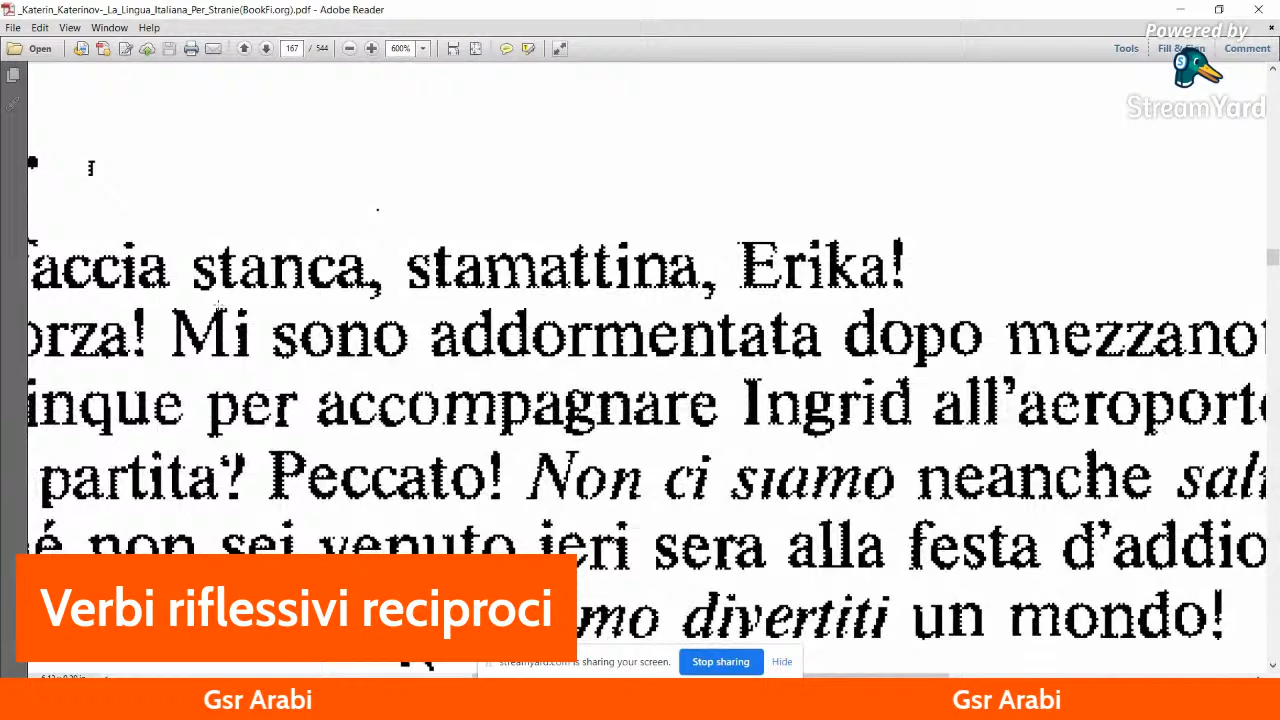 _Katerin_Katerinov-_La_Lingua_Italiana_Per_Stranie(BookFi.org).pdf - Adobe Reader
File Edit View Window Help
Open 167 / 544 600% Tools Fill & Sign Comment
Powered by
StreamYard
faccia stanca, stamattina, Erika!
orza! Mi sono addormentata dopo mezzanot
inque per accompagnare Ingrid all'aeroporto
partita? Peccato! Non ci siamo neanche sal
é non sei venuto ieri sera alla festa d'addio
mo divertiti un mondo!
Verbi riflessivi reciproci
streamyard.com is sharing your screen. Stop sharing Hide
Gsr Arabi Gsr Arabi